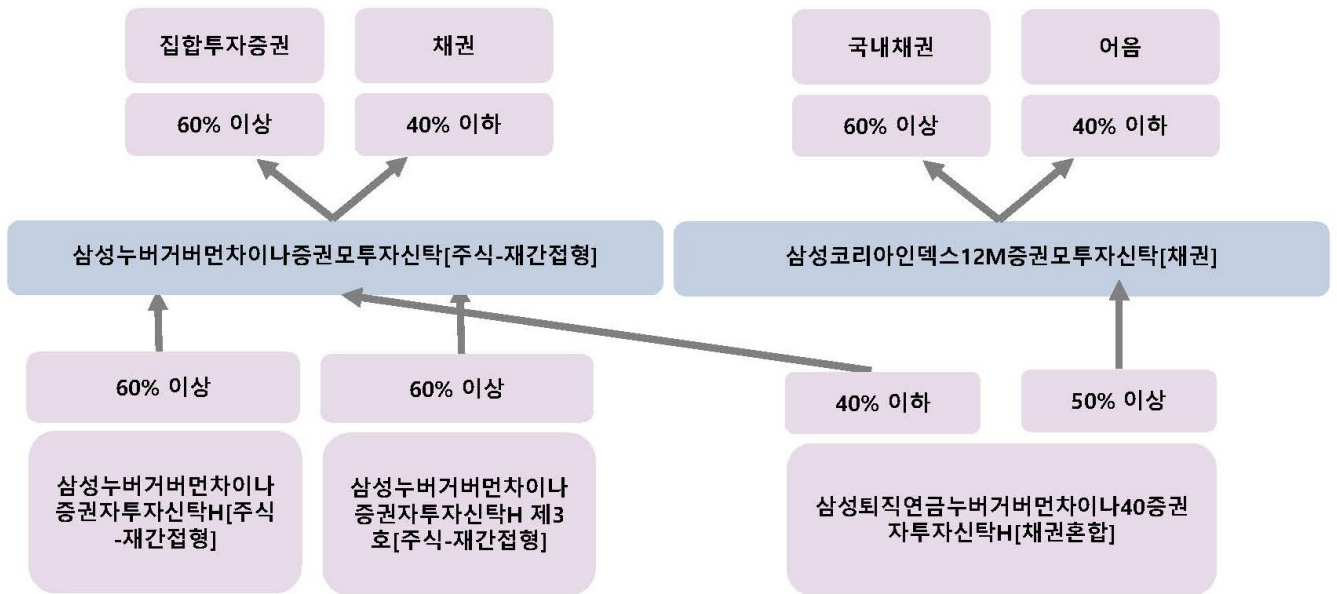 집합투자증권
채권
국내채권
어음
60% 이상
40% 이하
60% 이상
40% 이하
삼성누버거버먼차이나증권모투자신탁[주식-재간접형]
삼성코리아인덱스12M증권모투자신탁[채권]
60% 이상
60% 이상
40% 이하
50% 이상
삼성누버거버먼차이나
증권자투자신탁H[주식
-재간접형]
삼성누버거버먼차이나
증권자투자신탁H 제3
호[주식-재간접형]
삼성퇴직연금누버거버먼차이나40증권
자투자신탁H[채권혼합]